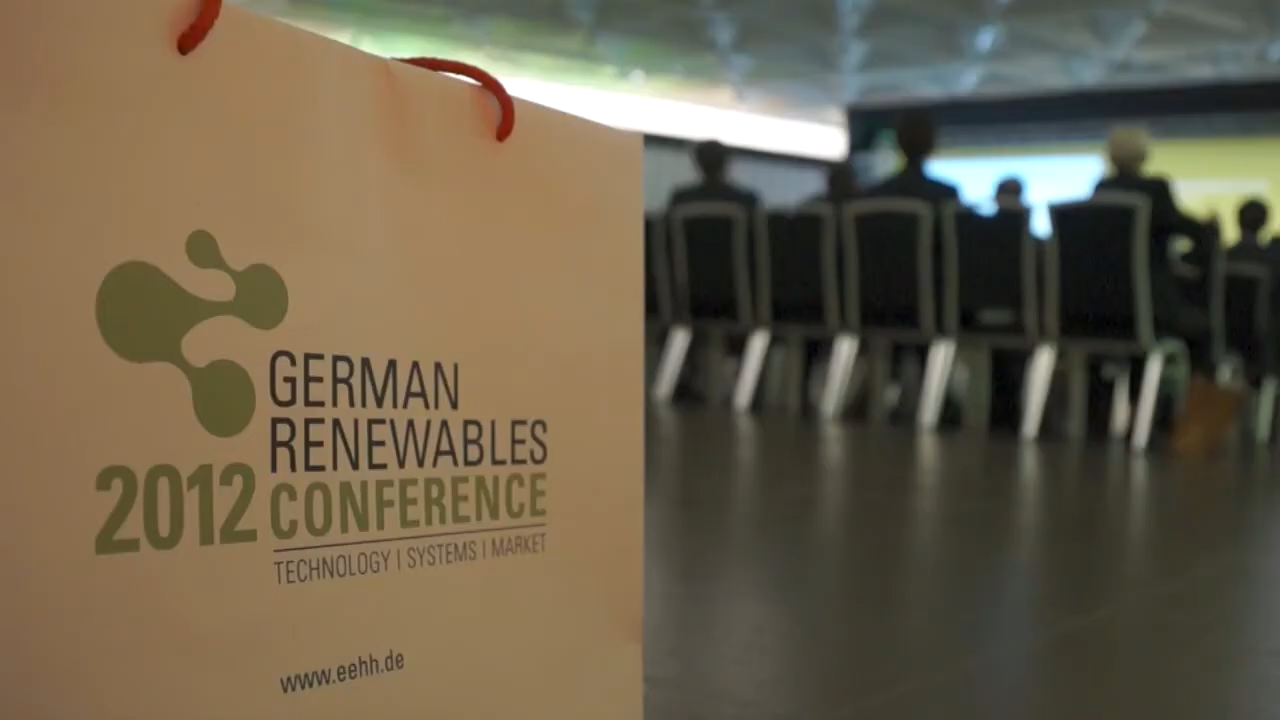 GERMAN
RENEWABLES
2012 CONFERENCE
TECHNOLOGY | SYSTEMS | MARKET
www.eehh.de